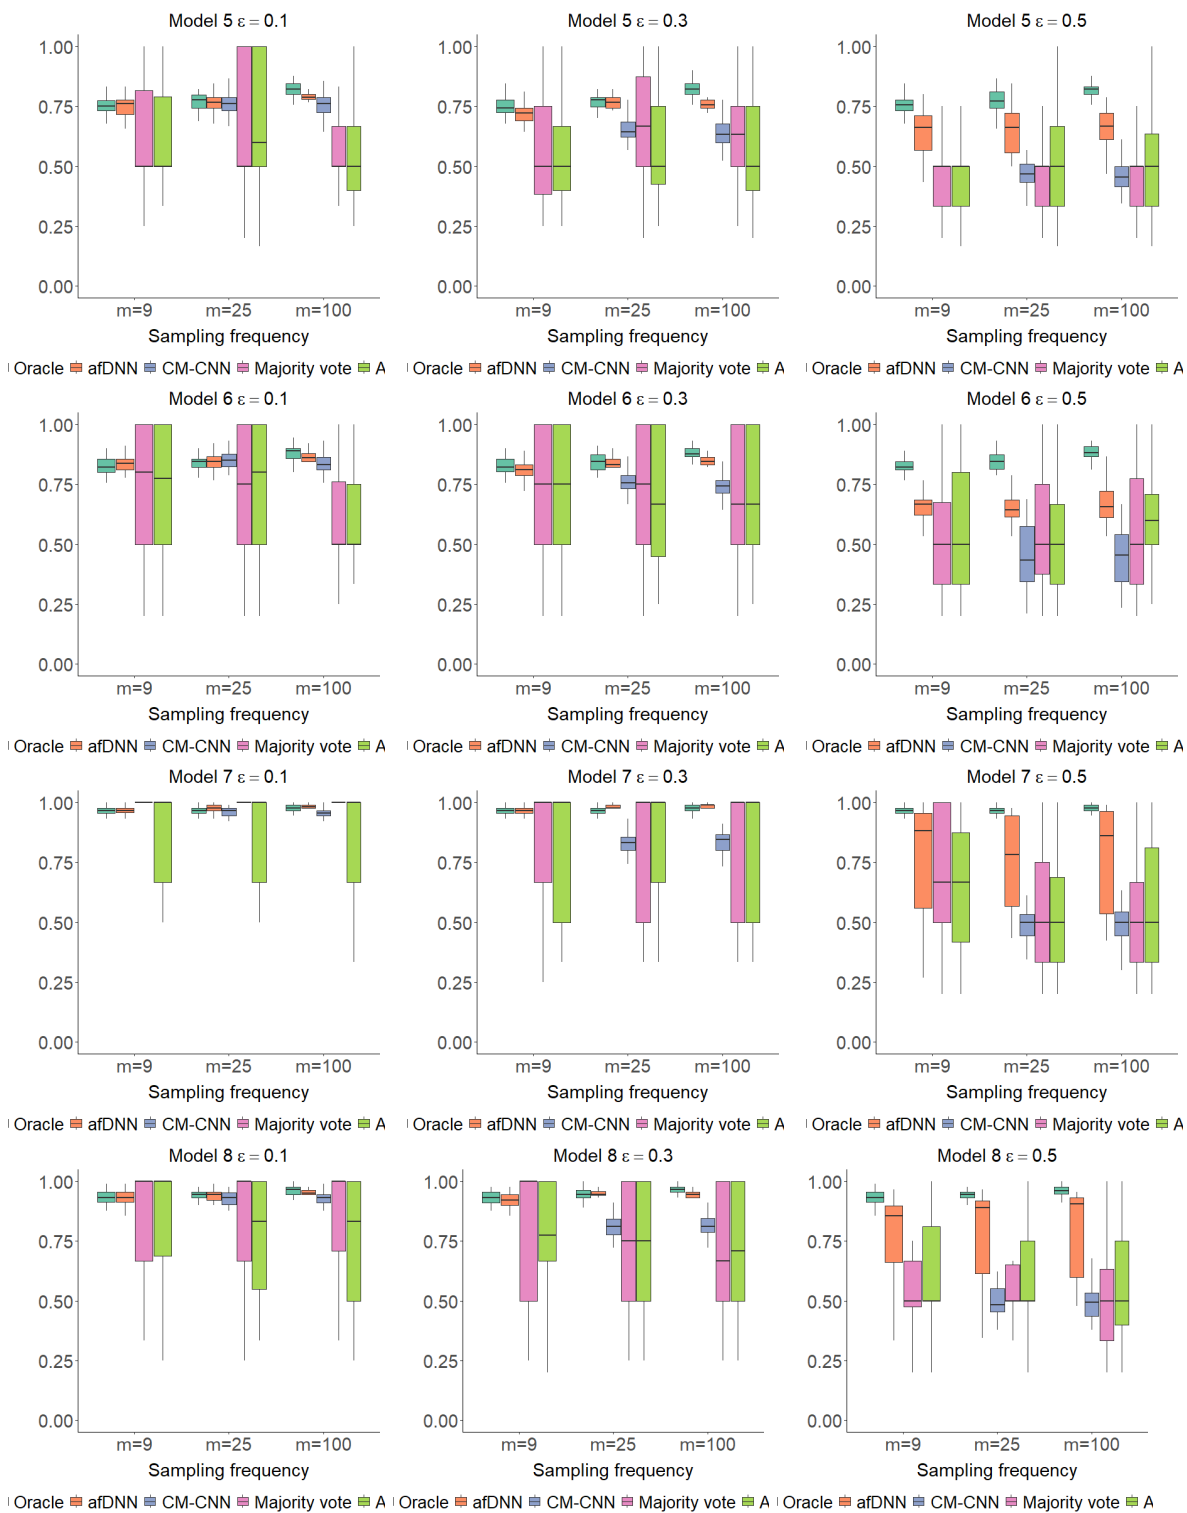 Model 5 ε = 0.1
1.00
0.75
0.50
0.25
0.00
m=9 m=25 m=100
Sampling frequency
Oracle afDNN CM-CNN Majority vote A
Model 5 ε = 0.3
1.00
0.75
0.50
0.25
0.00
m=9 m=25 m=100
Sampling frequency
Oracle afDNN CM-CNN Majority vote A
Model 5 ε = 0.5
1.00
0.75
0.50
0.25
0.00
m=9 m=25 m=100
Sampling frequency
Oracle afDNN CM-CNN Majority vote A
Model 6 ε = 0.1
1.00
0.75
0.50
0.25
0.00
m=9 m=25 m=100
Sampling frequency
Oracle afDNN CM-CNN Majority vote A
Model 6 ε = 0.3
1.00
0.75
0.50
0.25
0.00
m=9 m=25 m=100
Sampling frequency
Oracle afDNN CM-CNN Majority vote A
Model 6 ε = 0.5
1.00
0.75
0.50
0.25
0.00
m=9 m=25 m=100
Sampling frequency
Oracle afDNN CM-CNN Majority vote A
Model 7 ε = 0.1
1.00
0.75
0.50
0.25
0.00
m=9 m=25 m=100
Sampling frequency
Oracle afDNN CM-CNN Majority vote A
Model 7 ε = 0.3
1.00
0.75
0.50
0.25
0.00
m=9 m=25 m=100
Sampling frequency
Oracle afDNN CM-CNN Majority vote A
Model 7 ε = 0.5
1.00
0.75
0.50
0.25
0.00
m=9 m=25 m=100
Sampling frequency
Oracle afDNN CM-CNN Majority vote A
Model 8 ε = 0.1
1.00
0.75
0.50
0.25
0.00
m=9 m=25 m=100
Sampling frequency
Oracle afDNN CM-CNN Majority vote A
Model 8 ε = 0.3
1.00
0.75
0.50
0.25
0.00
m=9 m=25 m=100
Sampling frequency
Oracle afDNN CM-CNN Majority vote A
Model 8 ε = 0.5
1.00
0.75
0.50
0.25
0.00
m=9 m=25 m=100
Sampling frequency
Oracle afDNN CM-CNN Majority vote A